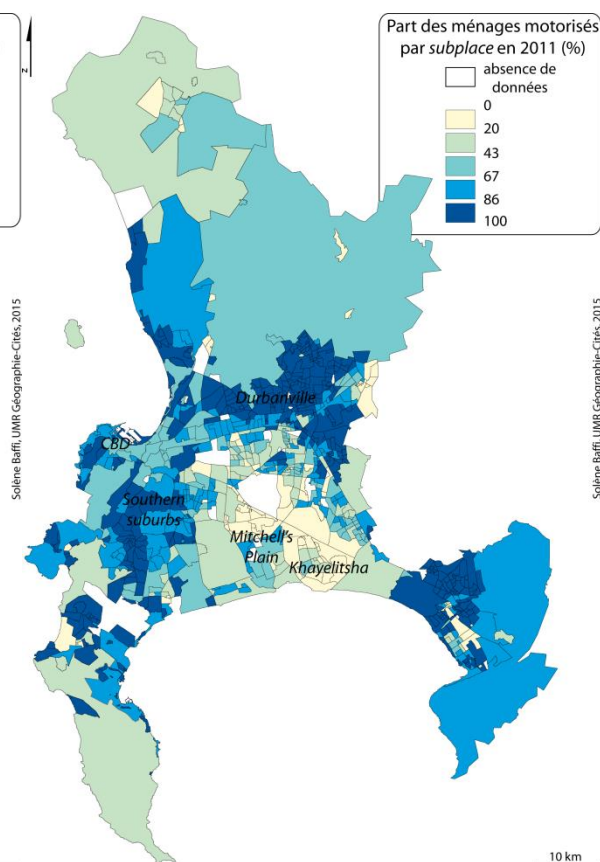 Part des ménages motorisés
par subplace en 2011 (%)
absence de
données
0
20
43
67
86
100
z
Solène Baffi, UMR Géographie-Cités, 2015
Solène Baffi, UMR Géographie-Cités, 2015
Durbanville
CBD
Southern
suburbs
Mitchell's
Plain
Khayelitsha
10 km